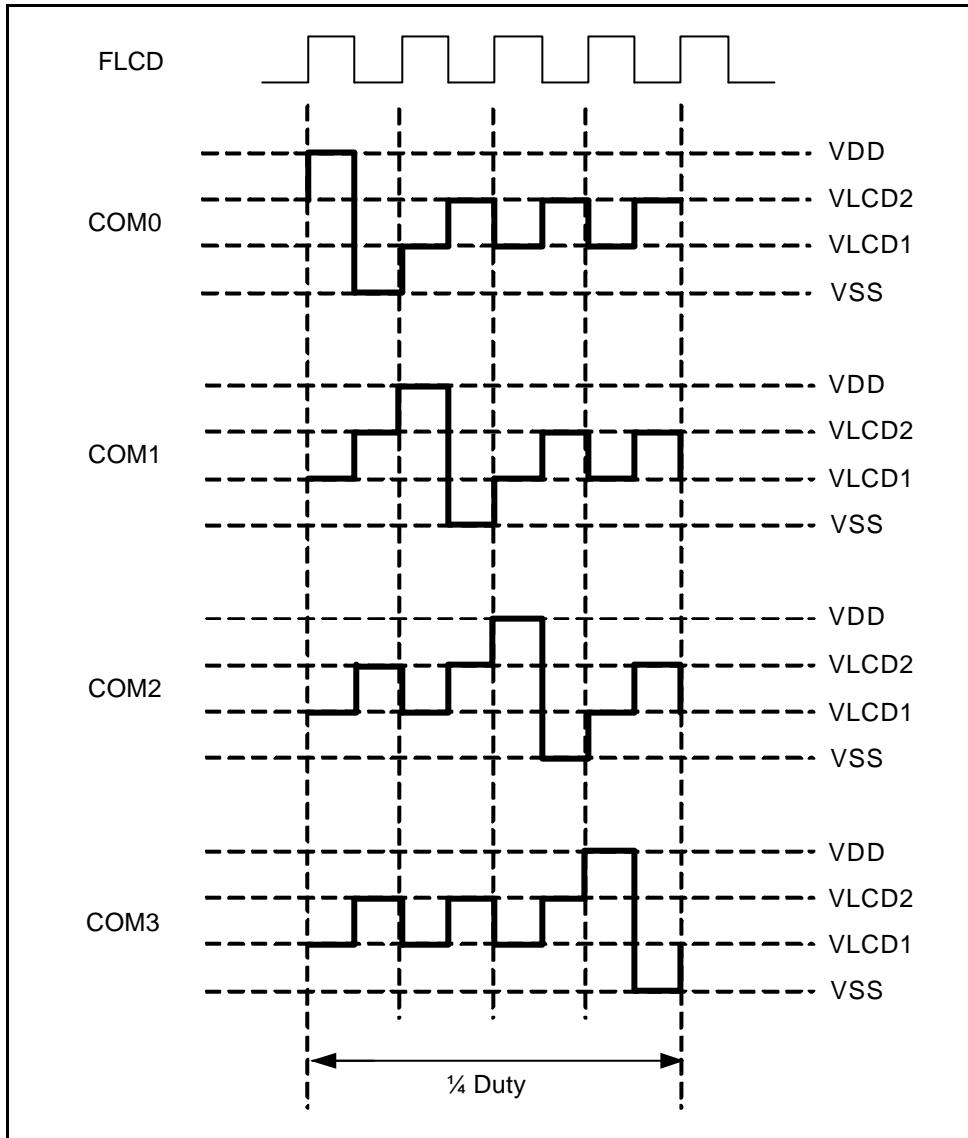 FLCD
COM0
VDD
VLCD2
VLCD1
VSS
COM1
VDD
VLCD2
VLCD1
VSS
COM2
VDD
VLCD2
VLCD1
VSS
COM3
VDD
VLCD2
VLCD1
VSS
¼ Duty